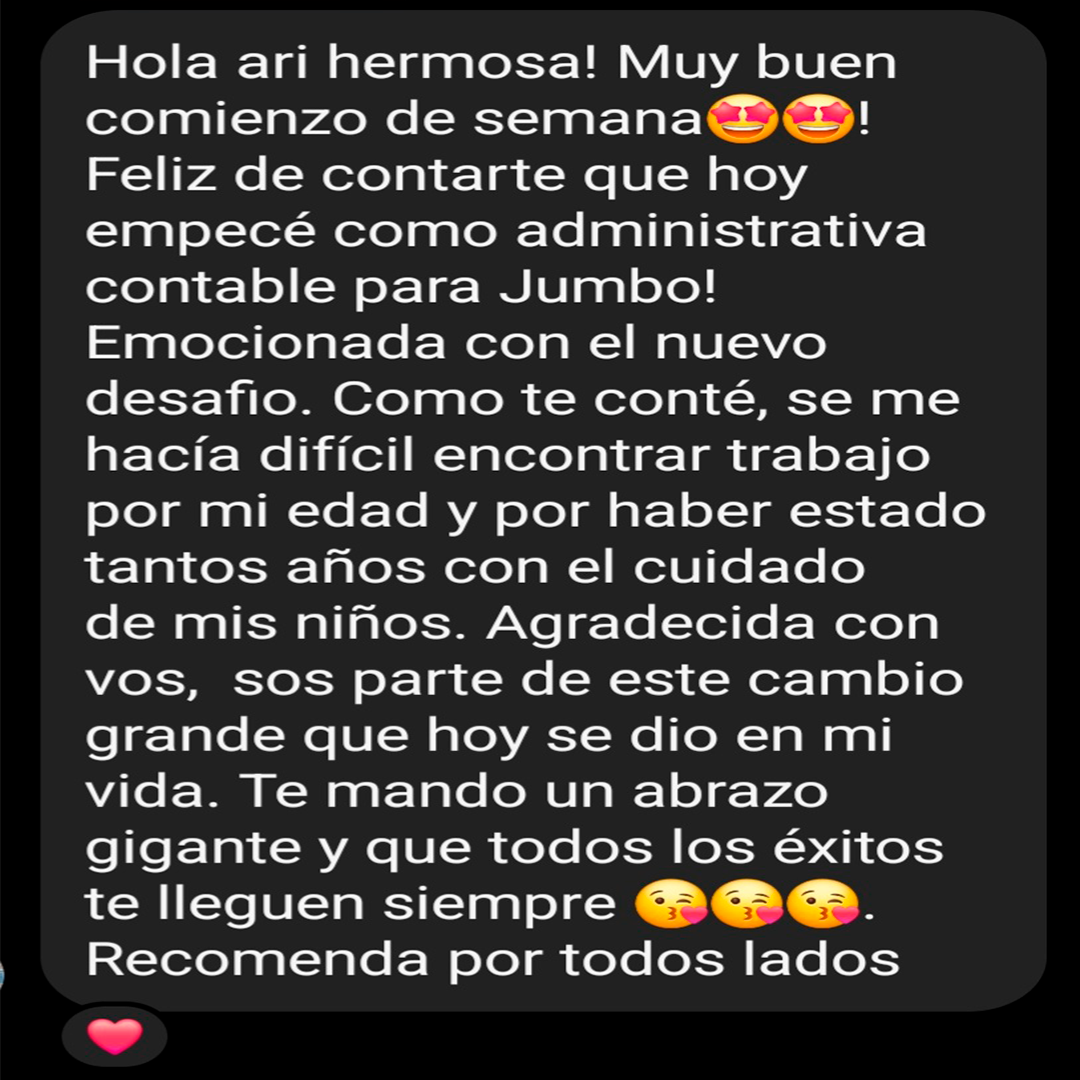 Hola ari hermosa! Muy buen
comienzo de semana🤩🤩!
Feliz de contarte que hoy
empecé como administrativa
contable para Jumbo!
Emocionada con el nuevo
desafio. Como te conté, se me
hacía difícil encontrar trabajo
por mi edad y por haber estado
tantos años con el cuidado
de mis niños. Agradecida con
vos,  sos parte de este cambio
grande que hoy se dio en mi
vida. Te mando un abrazo
gigante y que todos los éxitos
te lleguen siempre 😘😘😘.
Recomenda por todos lados